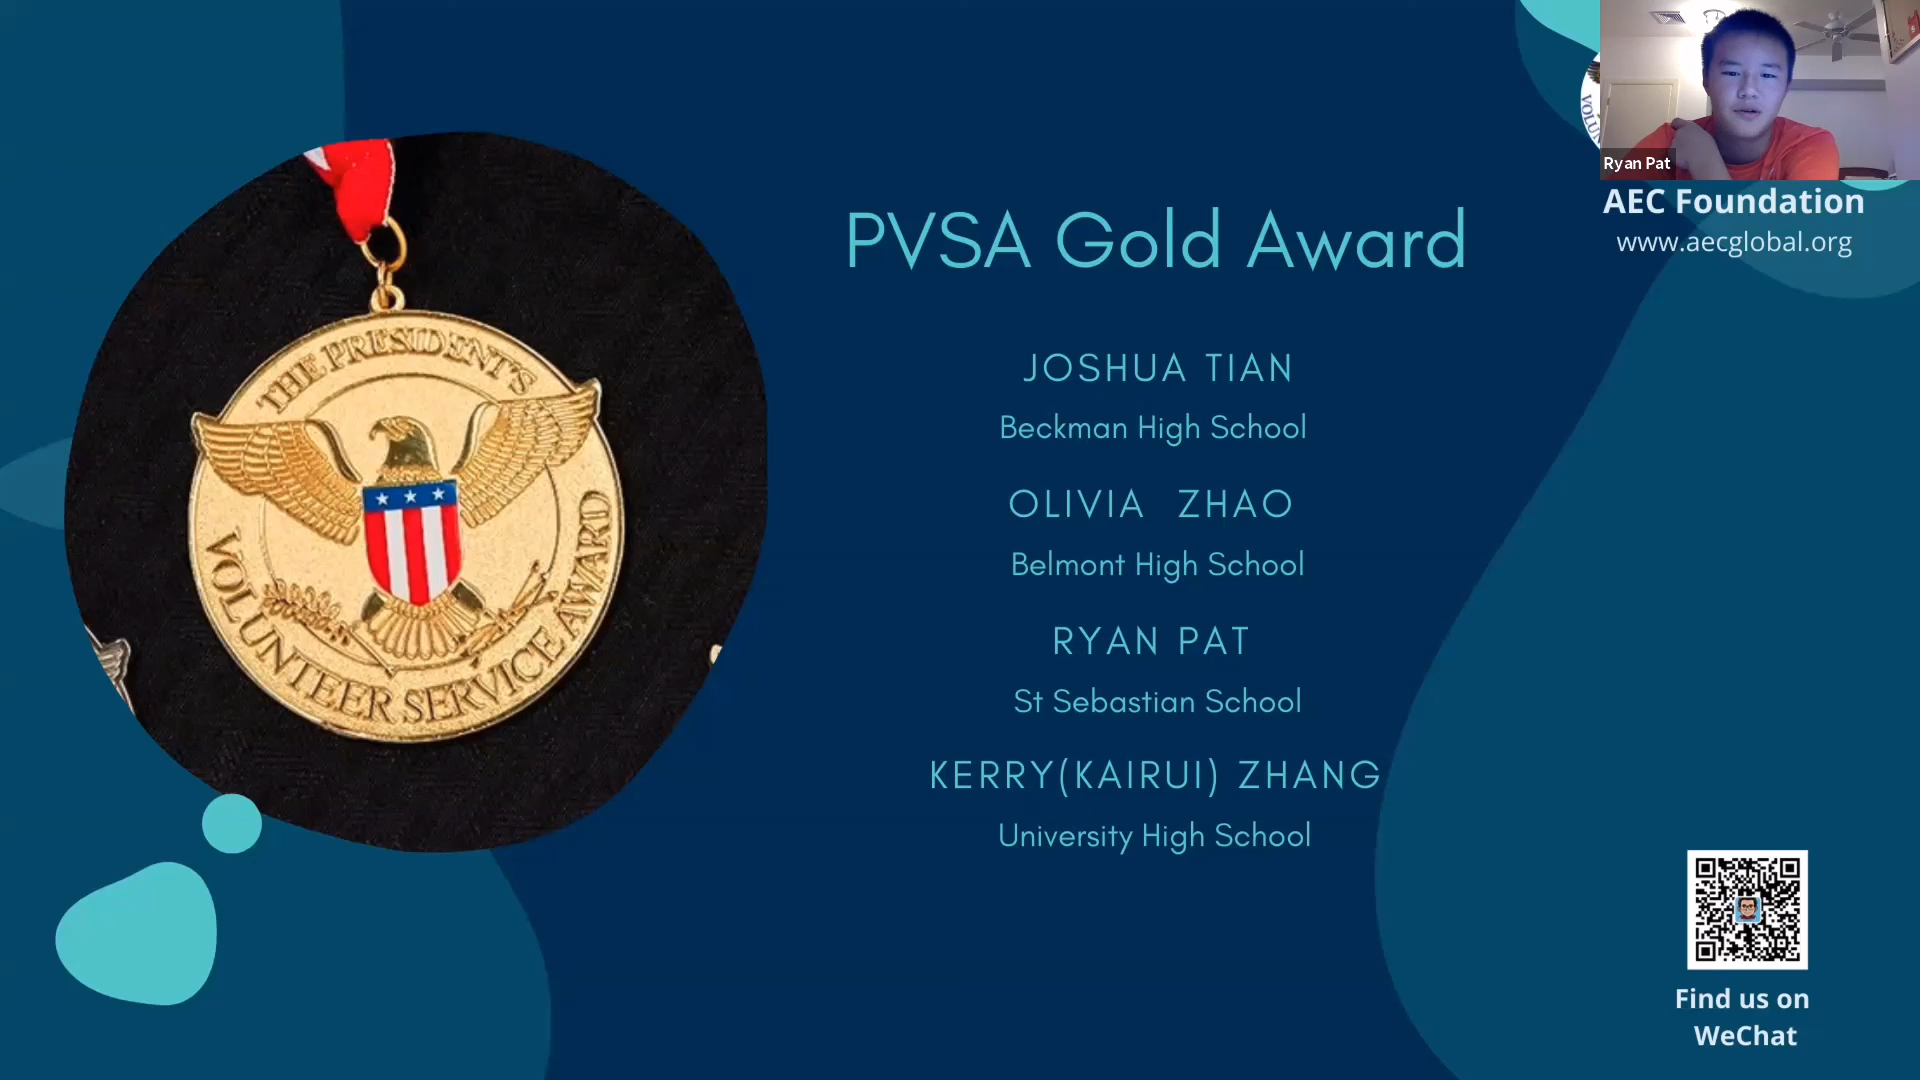 THE PRESIDENT'S
VOLUNTEER SERVICE AWARD
PVSA Gold Award
JOSHUA TIAN
Beckman High School
OLIVIA ZHAO
Belmont High School
RYAN PAT
St Sebastian School
KERRY(KAIRUI) ZHANG
University High School
Ryan Pat
AEC Foundation
www.aecglobal.org
Find us on
WeChat